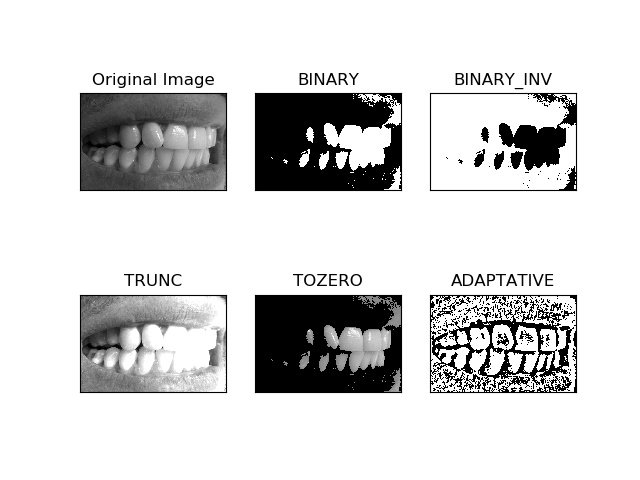 Original Image
BINARY
BINARY_INV
TRUNC
TOZERO
ADAPTATIVE